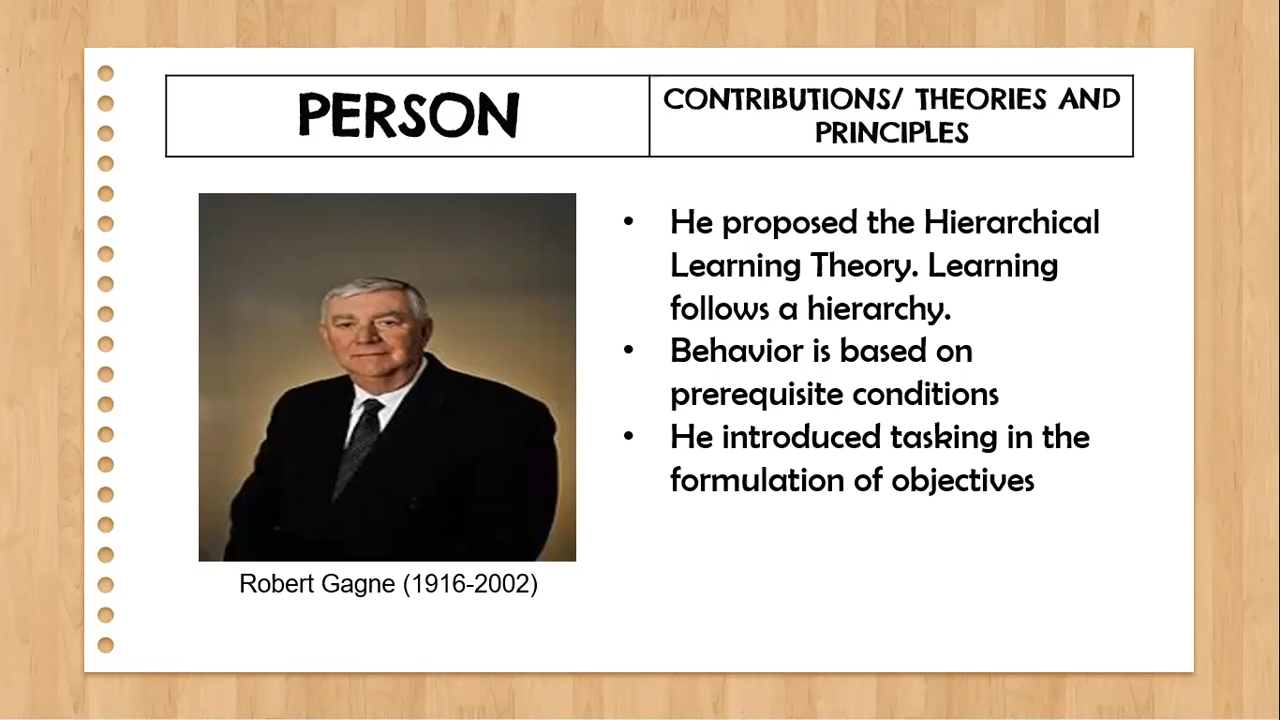 PERSON
CONTRIBUTIONS/ THEORIES AND
PRINCIPLES
• He proposed the Hierarchical
Learning Theory. Learning
follows a hierarchy.
• Behavior is based on
prerequisite conditions
• He introduced tasking in the
formulation of objectives
Robert Gagne (1916-2002)